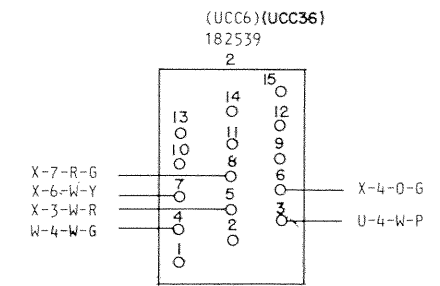 (UCC6)(UCC36)
182539
2
15
14
12
13
11
9
10
8
6
7
5
3
4
2
1
X-7-R-G
X-6-W-Y
X-3-W-R
W-4-W-G
X-4-O-G
U-4-W-P